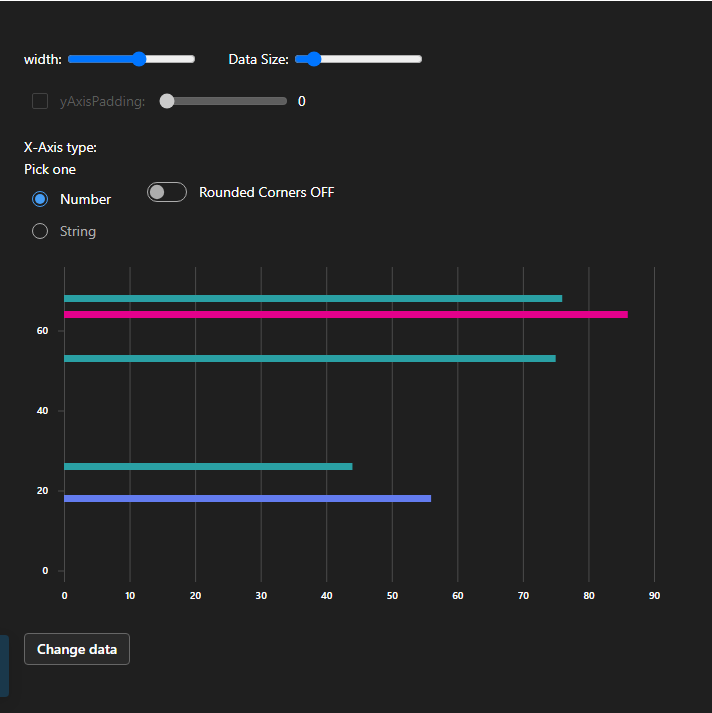 width: Data Size:
yAxisPadding: 0
X-Axis type:
Pick one
Number Rounded Corners OFF
String
60
40
20
0
0 10 20 30 40 50 60 70 80 90
Change data